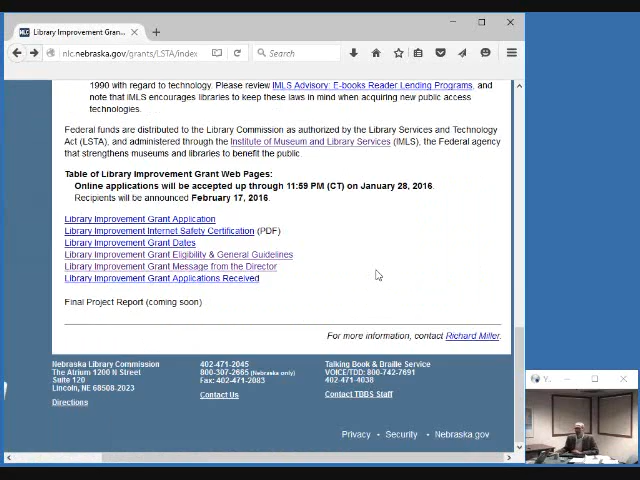 Library Improvement Gran...
nlc.nebraska.gov/grants/LSTA/index
Search
1990 with regard to technology. Please review IMLS Advisory: E-books Reader Lending Programs, and
note that IMLS encourages libraries to keep these laws in mind when acquiring new public access
technologies.
Federal funds are distributed to the Library Commission as authorized by the Library Services and Technology
Act (LSTA), and administered through the Institute of Museum and Library Services (IMLS), the Federal agency
that strengthens museums and libraries to benefit the public.
Table of Library Improvement Grant Web Pages:
Online applications will be accepted up through 11:59 PM (CT) on January 28, 2016.
Recipients will be announced February 17, 2016.
Library Improvement Grant Application
Library Improvement Internet Safety Certification (PDF)
Library Improvement Grant Dates
Library Improvement Grant Eligibility & General Guidelines
Library Improvement Grant Message from the Director
Library Improvement Grant Applications Received
Final Project Report (coming soon)
For more information, contact Richard Miller.
Nebraska Library Commission
The Atrium 1200 N Street
Suite 120
Lincoln, NE 68508-2023
Directions
402-471-2045
800-307-2665 (Nebraska only)
Fax: 402-471-2083
Contact Us
Talking Book & Braille Service
VOICE/TDD: 800-742-7691
402-471-4038
Contact TBBS Staff
Privacy • Security • Nebraska.gov
Y...